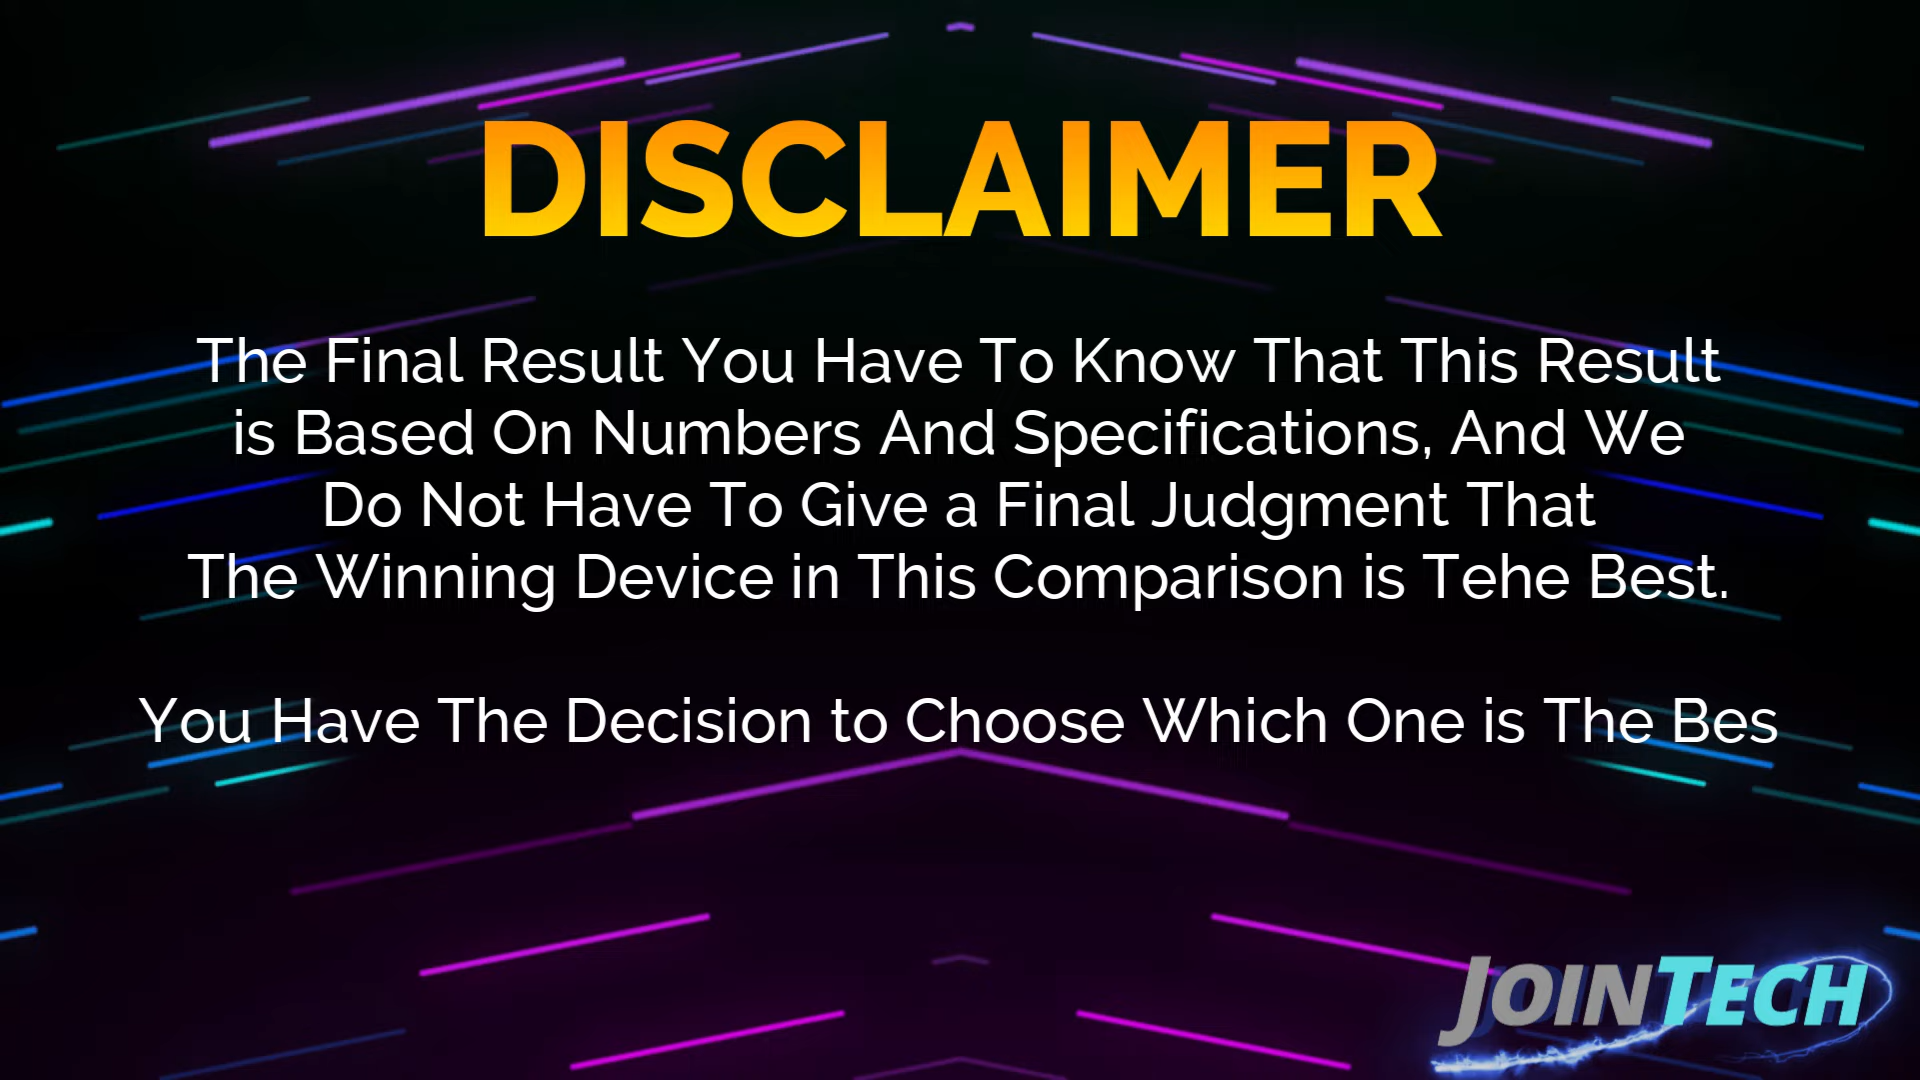 DISCLAIMER
The Final Result You Have To Know That This Result
is Based On Numbers And Specifications, And We
Do Not Have To Give a Final Judgment That
The Winning Device in This Comparison is Tehe Best.
You Have The Decision to Choose Which One is The Bes
JOINTECH